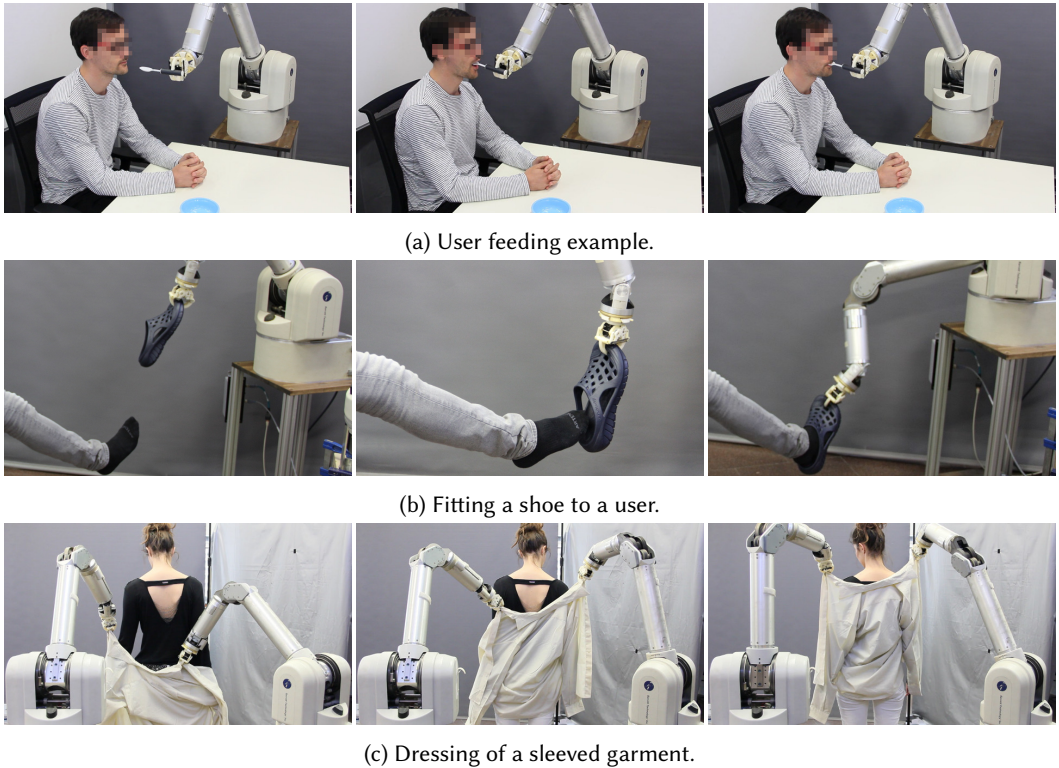 (a) User feeding example.
(b) Fitting a shoe to a user.
(c) Dressing of a sleeved garment.